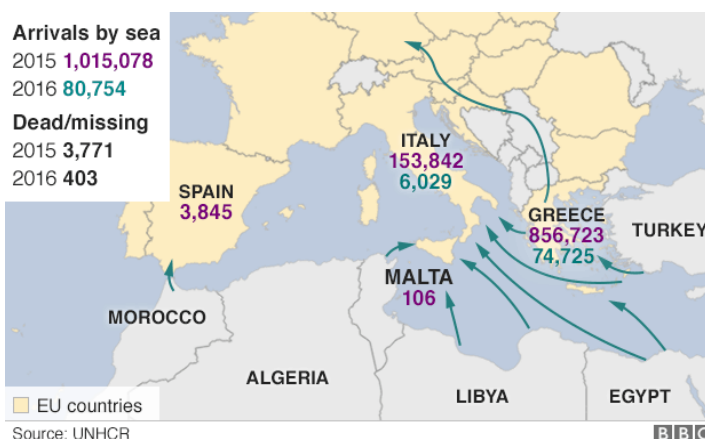 Arrivals by sea
2015 1,015,078
2016 80,754
Dead/missing
2015 3,771
2016 403
ITALY
153,842
6,029
SPAIN
3,845
GREECE
856,723
74,725
TURKEY
MALTA
106
MOROCCO
ALGERIA
LIBYA
EGYPT
EU countries
Source: UNHCR
BBC